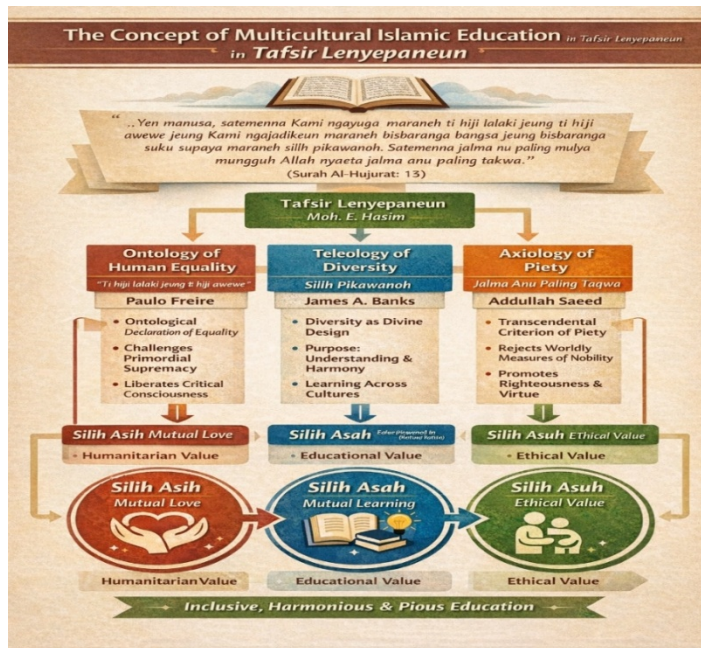 The Concept of Multicultural Islamic Education in Tafsir Lenyepaneun
in Tafsir Lenyepaneun
"..Yen manusa, satemenna Kami ngayuga maraneh ti hiji lalaki jeung ti hiji
awewe jeung Kami ngajadikeun maraneh bisbaranga bangsa jeung bisbaranga
suku supaya maraneh sillh pikawanoh. Satemenna jalma nu paling mulya
mungguh Allah nyaeta jalma anu paling takwa."
(Surah Al-Hujurat: 13)
Tafsir Lenyepaneun
Moh. E. Hasim
Ontology of
Human Equality
"Ti hiji lalaki jeung ti hiji awewe"
Paulo Freire
• Ontological
Declaration of Equality
• Challenges
Primordial
Supremacy
• Liberates Critical
Consciousness
Teleology of
Diversity
Sillh Pikawanoh
James A. Banks
• Diversity as Divine
Design
• Purpose:
Understanding &
Harmony
• Learning Across
Cultures
Axiology of
Piety
Jalma Anu Paling Taqwa
Addullah Saeed
• Transcendental
Criterion of Piety
• Rejects Worldly
Measures of Nobility
• Promotes
Righteousness &
Virtue
Silih Asih Mutual Love
• Humanitarian Value
Silih Asah
• Educational Value
Silih Asuh EThical Value
• Ethical Value
Silih Asih
Mutual Love
Silih Asah
Mutual Learning
Silih Asuh
Ethical Value
Humanitarian Value
Educational Value
Ethical Value
Inclusive, Harmonious & Pious Education